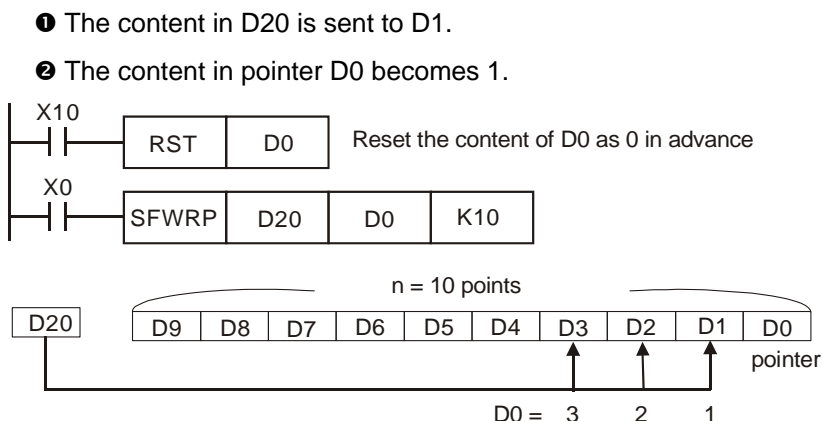 ❶ The content in D20 is sent to D1.
❷ The content in pointer D0 becomes 1.
X10
RST D0 Reset the content of D0 as 0 in advance
X0
SFWRP D20 D0 K10
n = 10 points
D20 D9 D8 D7 D6 D5 D4 D3 D2 D1 D0
pointer
D0 = 3 2 1